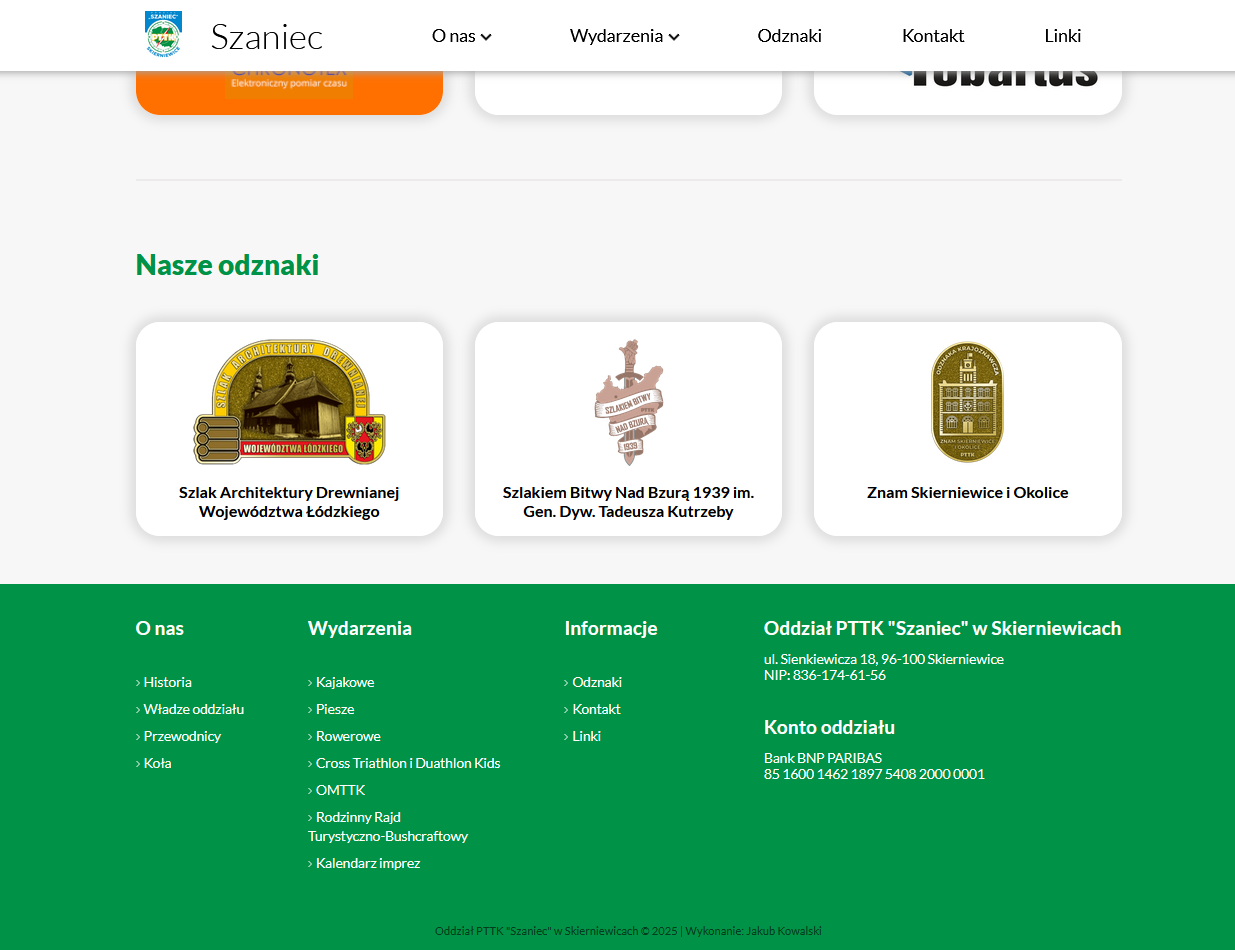 "SZANIEC"
PTTK
SKIERNIEWICE
Szaniec
O nas
Wydarzenia
Odznaki
Kontakt
Linki
Elektroniczny pomiar czasu
Nasze odznaki
SZLAK ARCHITEKTURY DREWNIANEJ
WOJEWÓDZTWA ŁÓDZKIEGO
SZLAKIEM BITWY
PTTK
NAD BZURĄ
1939
ODZNAKA KRAJOZNAWCZA
ZNAM SKIERNIEWICE
I OKOLICE
PTTK
Szlak Architektury Drewnianej
Województwa Łódzkiego
Szlakiem Bitwy Nad Bzurą 1939 im.
Gen. Dyw. Tadeusza Kutrzeby
Znam Skierniewice i Okolice
O nas
› Historia
› Władze oddziału
› Przewodnicy
› Koła
Wydarzenia
› Kajakowe
› Piesze
› Rowerowe
› Cross Triathlon i Duathlon Kids
› OMTTK
› Rodzinny Rajd
Turystyczno-Bushcraftowy
› Kalendarz imprez
Informacje
› Odznaki
› Kontakt
› Linki
Oddział PTTK "Szaniec" w Skierniewicach
ul. Sienkiewicza 18, 96-100 Skierniewice
NIP: 836-174-61-56
Konto oddziału
Bank BNP PARIBAS
85 1600 1462 1897 5408 2000 0001
Oddział PTTK "Szaniec" w Skierniewicach © 2025 | Wykonanie: Jakub Kowalski